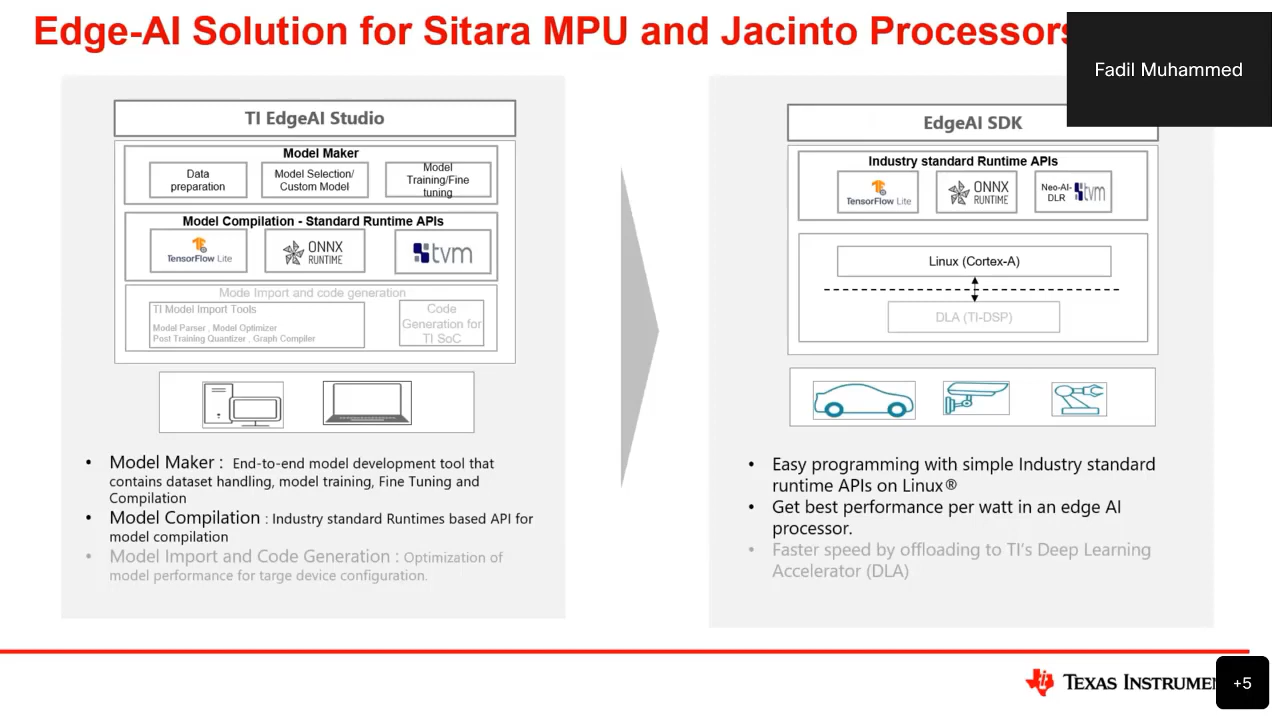 Edge-AI Solution for Sitara MPU and Jacinto Processors
Fadil Muhammed
TI EdgeAI Studio
Model Maker
Data
preparation
Model Selection/
Custom Model
Model
Training/Fine
tuning
Model Compilation - Standard Runtime APIs
TensorFlow Lite
ONNX
RUNTIME
tvm
Mode Import and code generation
TI Model Import Tools
Model Parser , Model Optimizer
Post Training Quantizer , Graph Compiler
Code
Generation for
TI SoC
• Model Maker : End-to-end model development tool that
contains dataset handling, model training, Fine Tuning and
Compilation
• Model Compilation : Industry standard Runtimes based API for
model compilation
• Model Import and Code Generation : Optimization of
model performance for targe device configuration.
EdgeAI SDK
Industry standard Runtime APIs
TensorFlow Lite
ONNX
RUNTIME
Neo-AI-
DLR
tvm
Linux (Cortex-A)
DLA (TI-DSP)
• Easy programming with simple Industry standard
runtime APIs on Linux®
• Get best performance per watt in an edge AI
processor.
• Faster speed by offloading to TI's Deep Learning
Accelerator (DLA)
TEXAS INSTRUME
+5